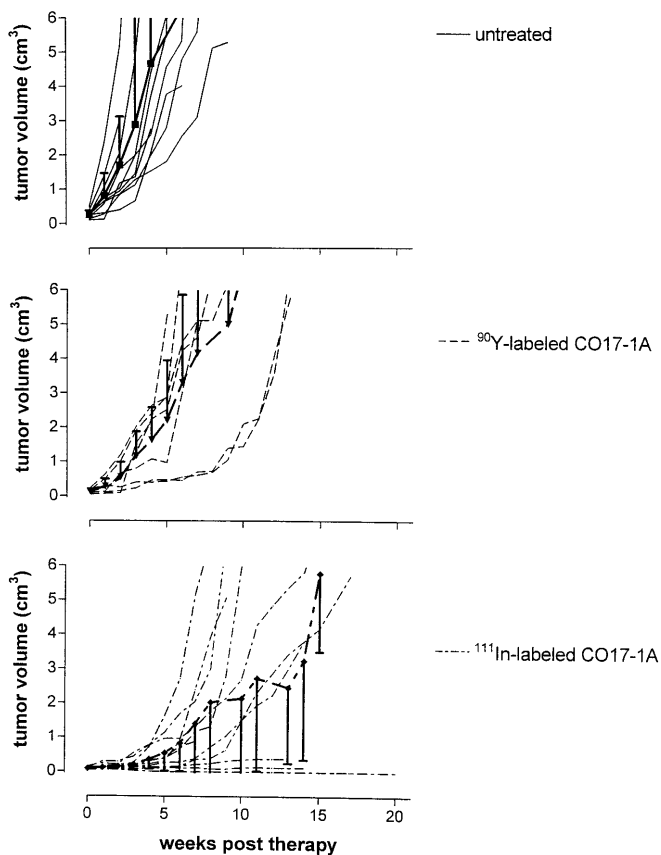 6
5
4
3
2
1
0
tumor volume (cm³)
untreated
6
5
4
3
2
1
0
tumor volume (cm³)
⁹⁰Y-labeled CO17-1A
6
5
4
3
2
1
0
tumor volume (cm³)
¹¹¹In-labeled CO17-1A
0 5 10 15 20
weeks post therapy